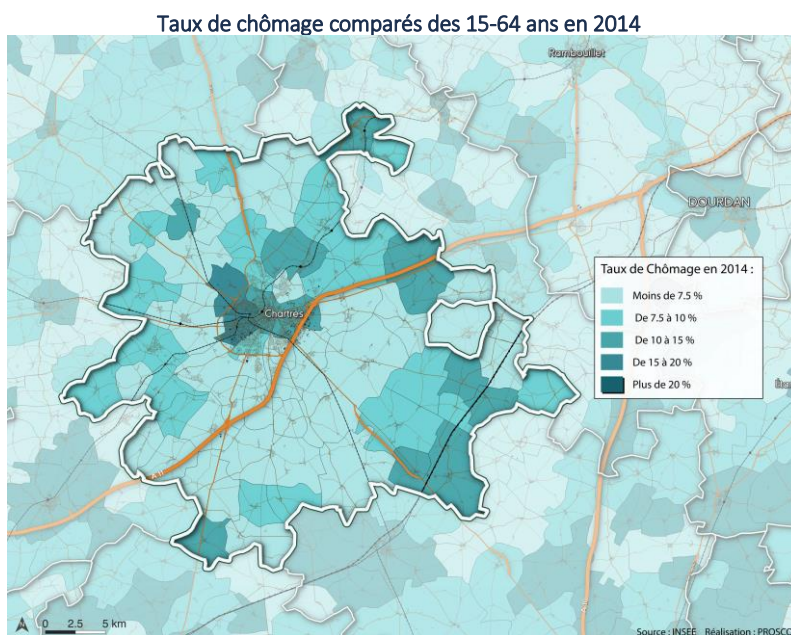 Taux de chômage comparés des 15-64 ans en 2014
Rambouillet
DOURDAN
Taux de Chômage en 2014 :
Moins de 7.5 %
De 7.5 à 10 %
De 10 à 15 %
De 15 à 20 %
Plus de 20 %
Chartres
0 2.5 5 km
Source : INSEE Réalisation : PROSCO